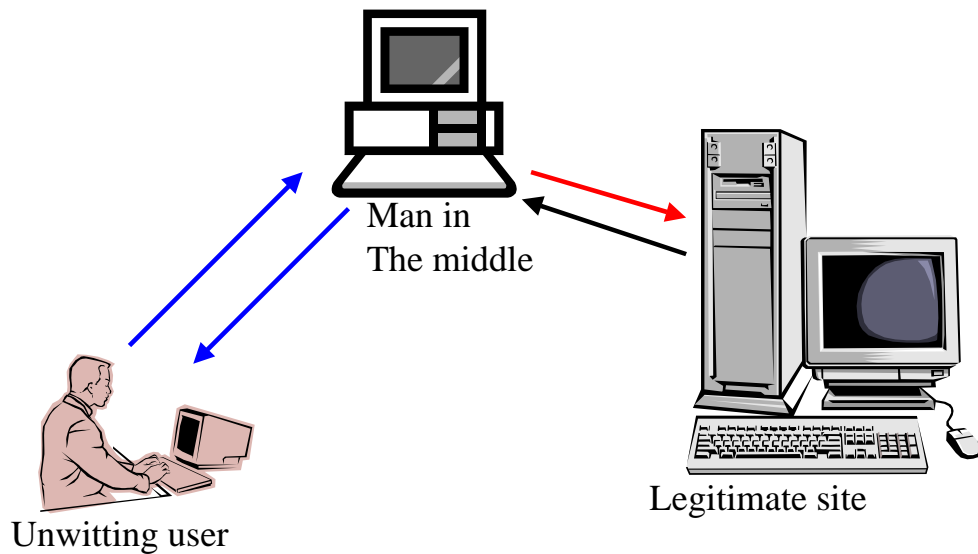 Man in
The middle
Legitimate site
Unwitting user